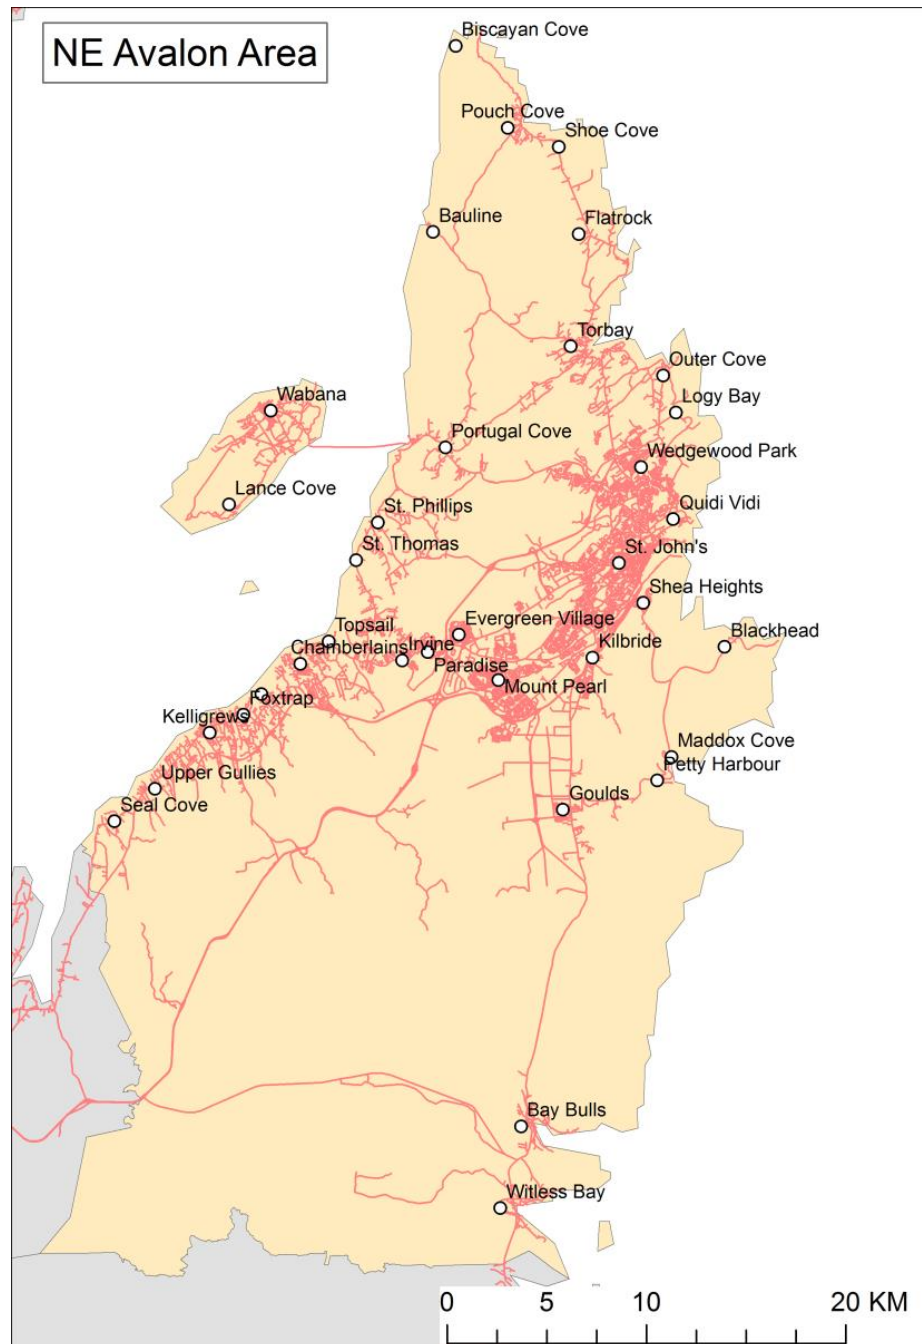 NE Avalon Area
Biscayan Cove
Pouch Cove
Shoe Cove
Bauline
Flatrock
Torbay
Outer Cove
Wabana
Logy Bay
Portugal Cove
Wedgewood Park
Lance Cove
St. Phillips
Quidi Vidi
St. Thomas
St. John's
Shea Heights
Topsail
Evergreen Village
Chamberlains
Irvine
Kilbride
Blackhead
Paradise
Mount Pearl
Foxtrap
Kelligrews
Maddox Cove
Petty Harbour
Upper Gullies
Seal Cove
Goulds
Bay Bulls
Witless Bay
0 5 10 20 KM